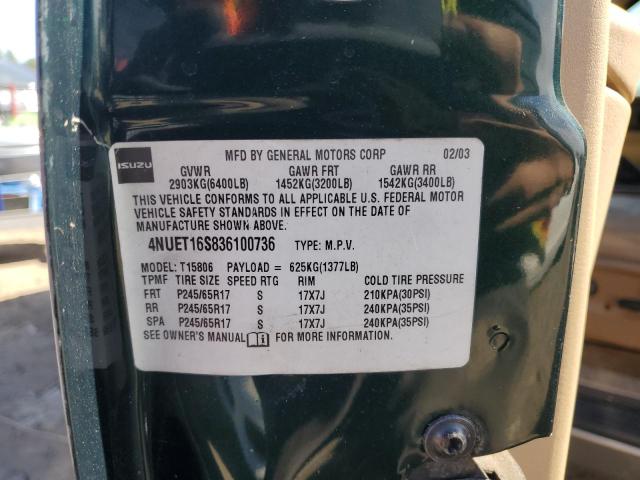 ISUZU MFD BY GENERAL MOTORS CORP 02/03
GVWR GAWR FRT GAWR RR
2903KG(6400LB) 1452KG(3200LB) 1542KG(3400LB)
THIS VEHICLE CONFORMS TO ALL APPLICABLE U.S. FEDERAL MOTOR
VEHICLE SAFETY STANDARDS IN EFFECT ON THE DATE OF
MANUFACTURE SHOWN ABOVE.
4NUET16S836100736 TYPE: M.P.V.
MODEL: T15806 PAYLOAD = 625KG(1377LB)
TPMF TIRE SIZE SPEED RTG RIM COLD TIRE PRESSURE
FRT P245/65R17 S 17X7J 210KPA(30PSI)
RR P245/65R17 S 17X7J 240KPA(35PSI)
SPA P245/65R17 S 17X7J 240KPA(35PSI)
SEE OWNER'S MANUAL FOR MORE INFORMATION.